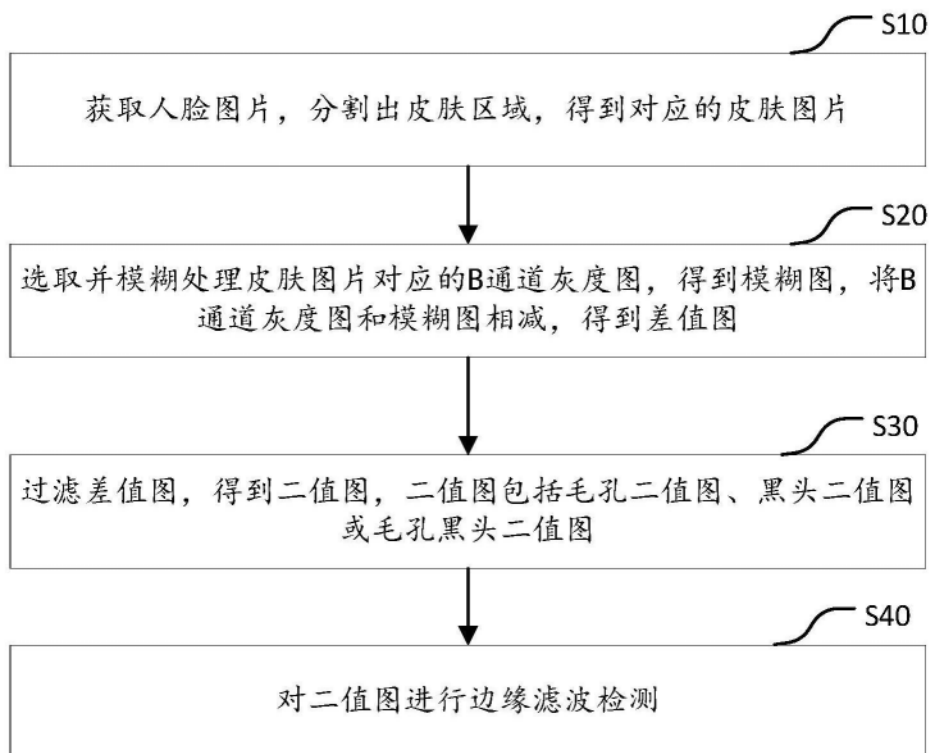 S10
获取人脸图片，分割出皮肤区域，得到对应的皮肤图片
S20
选取并模糊处理皮肤图片对应的B通道灰度图，得到模糊图，将B
通道灰度图和模糊图相减，得到差值图
S30
过滤差值图，得到二值图，二值图包括毛孔二值图、黑头二值图
或毛孔黑头二值图
S40
对二值图进行边缘滤波检测